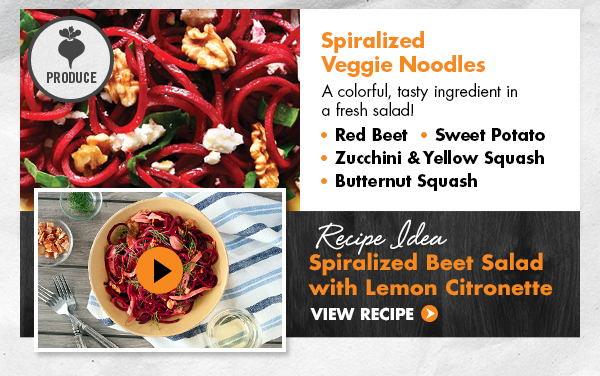 PRODUCE
Spiralized
Veggie Noodles
A colorful, tasty ingredient in
a fresh salad!
• Red Beet • Sweet Potato
• Zucchini & Yellow Squash
• Butternut Squash
Recipe Idea
Spiralized Beet Salad
with Lemon Citronette
VIEW RECIPE